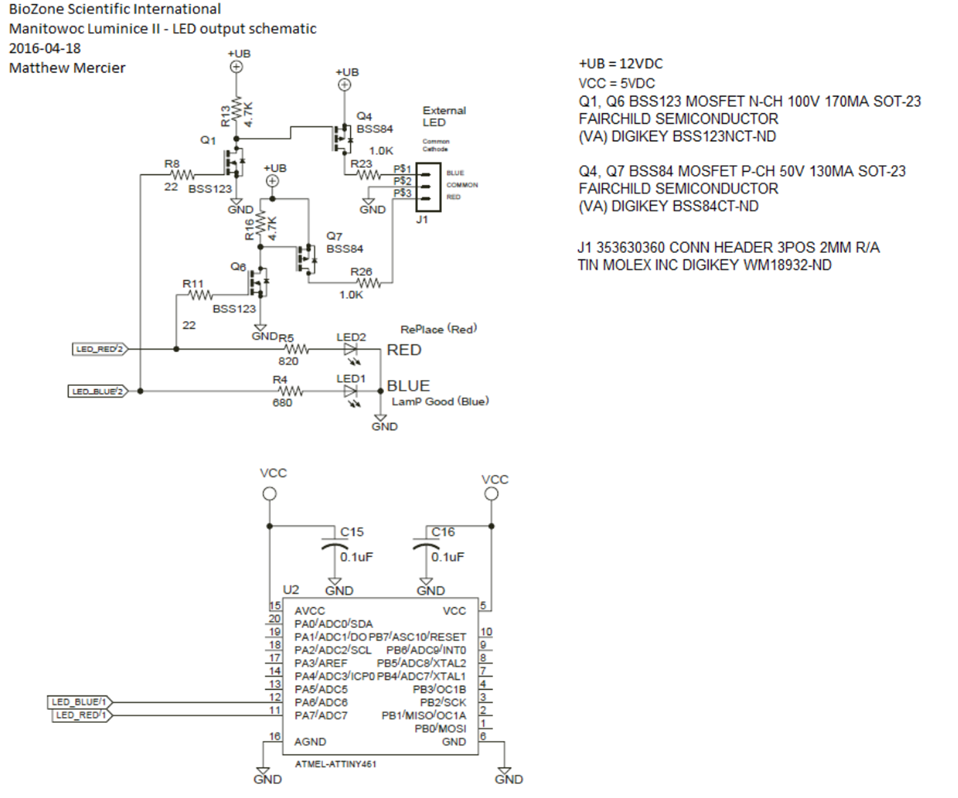 BioZone Scientific International
Manitowoc Luminice II - LED output schematic
2016-04-18
Matthew Mercier
+UB
+UB
R13
4.7K
Q4
BSS84
External
LED
Common
Cathode
Q1
1.0K
R8
R23
22
BSS123
+UB
P$1
P$2
P$3
BLUE
COMMON
RED
GND
GND
J1
R16
4.7K
Q7
BSS84
Q6
R26
1.0K
R11
22
BSS123
GND
R5
820
LED2
RePlace (Red)
RED
LED_RED/2
R4
680
LED1
BLUE
LamP Good (Blue)
LED_BLUE/2
GND
+UB = 12VDC
VCC = 5VDC
Q1, Q6 BSS123 MOSFET N-CH 100V 170MA SOT-23
FAIRCHILD SEMICONDUCTOR
(VA) DIGIKEY BSS123NCT-ND
Q4, Q7 BSS84 MOSFET P-CH 50V 130MA SOT-23
FAIRCHILD SEMICONDUCTOR
(VA) DIGIKEY BSS84CT-ND
J1 353630360 CONN HEADER 3POS 2MM R/A
TIN MOLEX INC DIGIKEY WM18932-ND
VCC
VCC
C15
0.1uF
C16
0.1uF
GND
GND
U2
15 AVCC VCC 5
20 PA0/ADC0/SDA
19 PA1/ADC1/DO PB7/ASC10/RESET 10
18 PA2/ADC2/SCL PB6/ADC9/INT0 9
17 PA3/AREF PB5/ADC8/XTAL2 8
14 PA4/ADC3/ICP0 PB4/ADC7/XTAL1 7
13 PA5/ADC5 PB3/OC1B 4
12 PA6/ADC6 PB2/SCK 3
11 PA7/ADC7 PB1/MISO/OC1A 2
PB0/MOSI 1
16 AGND GND 6
LED_BLUE/1
LED_RED/1
ATMEL-ATTINY461
GND
GND